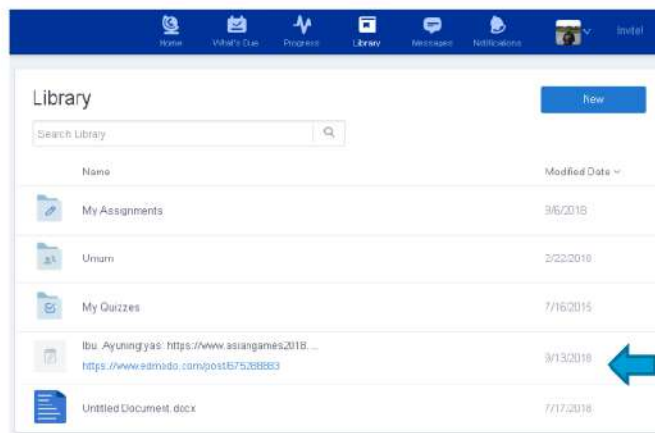 Home What's Due Progress Library Messages Notifications Invite!
Library
New
Search Library
Name Modified Date
My Assignments 9/6/2018
Umum 2/22/2018
My Quizzes 7/16/2015
Ibu. Ayuningtyas: https://www.asiangames2018....
https://www.edmodo.com/post/675288883
9/13/2018
Untitled Document.docx 7/17/2018